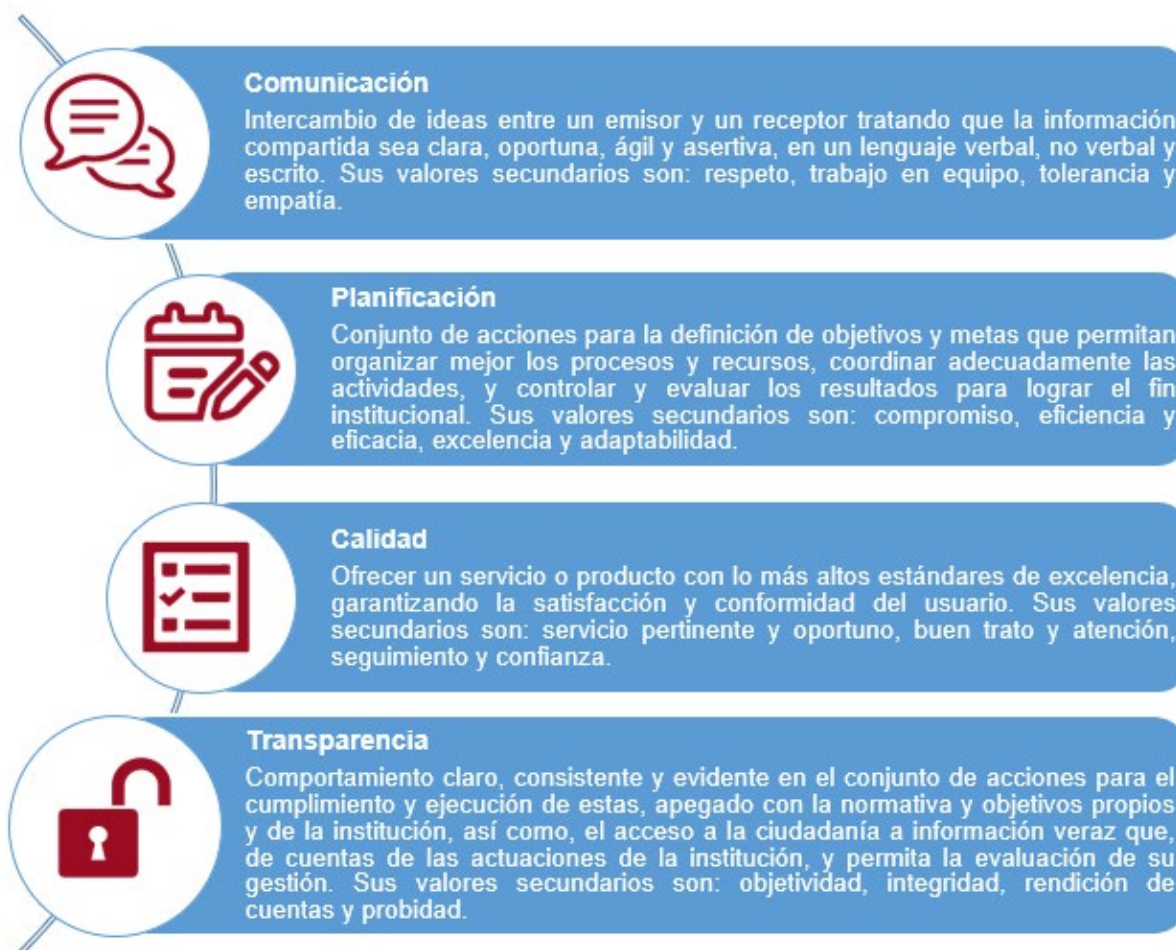 Comunicación
Intercambio de ideas entre un emisor y un receptor tratando que la información
compartida sea clara, oportuna, ágil y asertiva, en un lenguaje verbal, no verbal y
escrito. Sus valores secundarios son: respeto, trabajo en equipo, tolerancia y
empatía.
Planificación
Conjunto de acciones para la definición de objetivos y metas que permitan
organizar mejor los procesos y recursos, coordinar adecuadamente las
actividades, y controlar y evaluar los resultados para lograr el fin
institucional. Sus valores secundarios son: compromiso, eficiencia y
eficacia, excelencia y adaptabilidad.
Calidad
Ofrecer un servicio o producto con lo más altos estándares de excelencia,
garantizando la satisfacción y conformidad del usuario. Sus valores
secundarios son: servicio pertinente y oportuno, buen trato y atención,
seguimiento y confianza.
Transparencia
Comportamiento claro, consistente y evidente en el conjunto de acciones para el
cumplimiento y ejecución de estas, apegado con la normativa y objetivos propios
y de la institución, así como, el acceso a la ciudadanía a información veraz que,
de cuentas de las actuaciones de la institución, y permita la evaluación de su
gestión. Sus valores secundarios son: objetividad, integridad, rendición de
cuentas y probidad.